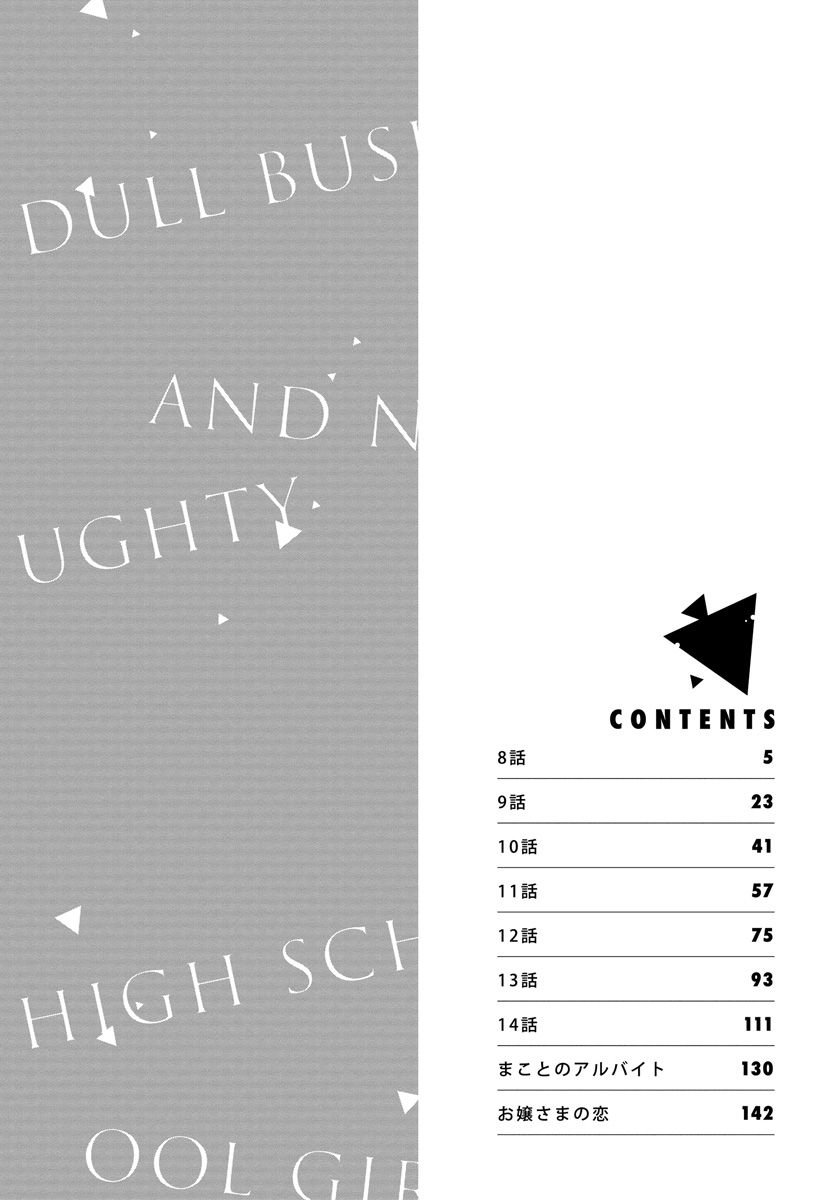 DULL BUSI
AND N
UGHTY
HIGH SCH
OOL GIR
CONTENTS
8話 5
9話 23
10話 41
11話 57
12話 75
13話 93
14話 111
まことのアルバイト 130
お嬢さまの恋 142